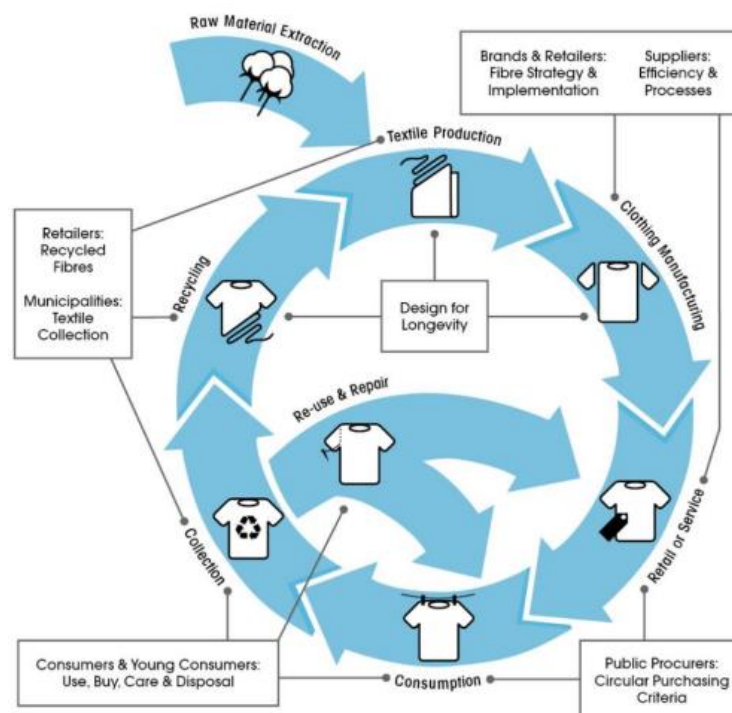 Raw Material Extraction
Brands & Retailers:
Fibre Strategy &
Implementation
Suppliers:
Efficiency &
Processes
Textile Production
Clothing Manufacturing
Retailers:
Recycled
Fibres
Municipalities:
Textile
Collection
Recycling
Design for
Longevity
Re-use & Repair
Retail or Service
Collection
Consumption
Consumers & Young Consumers:
Use, Buy, Care & Disposal
Public Procurers:
Circular Purchasing
Criteria